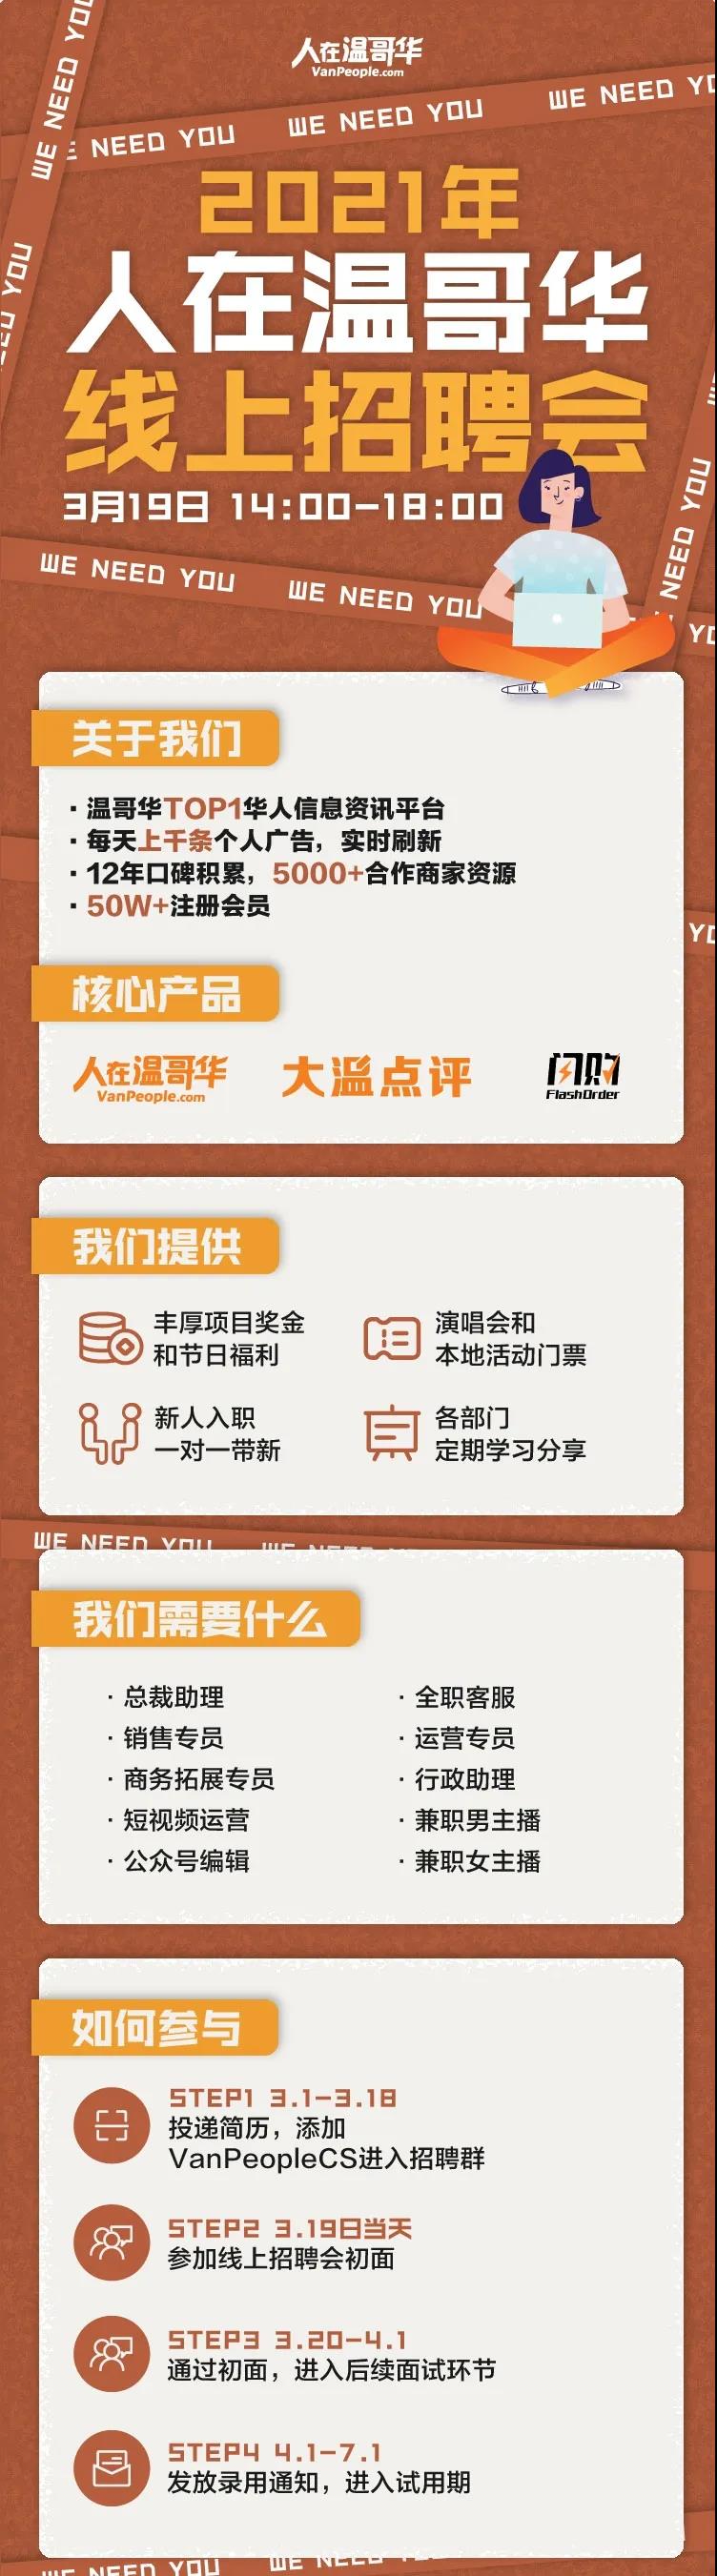 人在温哥华
VanPeople.com
WE NEED YOU
WE NEED YOU
WE NEED YOU
2021年
人在温哥华
线上招聘会
3月19日 14:00-18:00
WE NEED YOU
WE NEED YOU
NEED YOU
关于我们
· 温哥华TOP1华人信息资讯平台
· 每天上千条个人广告，实时刷新
· 12年口碑积累，5000+合作商家资源
· 50W+注册会员
核心产品
人在温哥华
VanPeople.com
大温点评
闪购
FlashOrder
我们提供
丰厚项目奖金
和节日福利
演唱会和
本地活动门票
新人入职
一对一带新
各部门
定期学习分享
WE NEED YOU
我们需要什么
· 总裁助理
· 全职客服
· 销售专员
· 运营专员
· 商务拓展专员
· 行政助理
· 短视频运营
· 兼职男主播
· 公众号编辑
· 兼职女主播
如何参与
STEP1 3.1-3.18
投递简历，添加
VanPeopleCS进入招聘群
STEP2 3.19日当天
参加线上招聘会初面
STEP3 3.20-4.1
通过初面，进入后续面试环节
STEP4 4.1-7.1
发放录用通知，进入试用期
WE NEED YOU